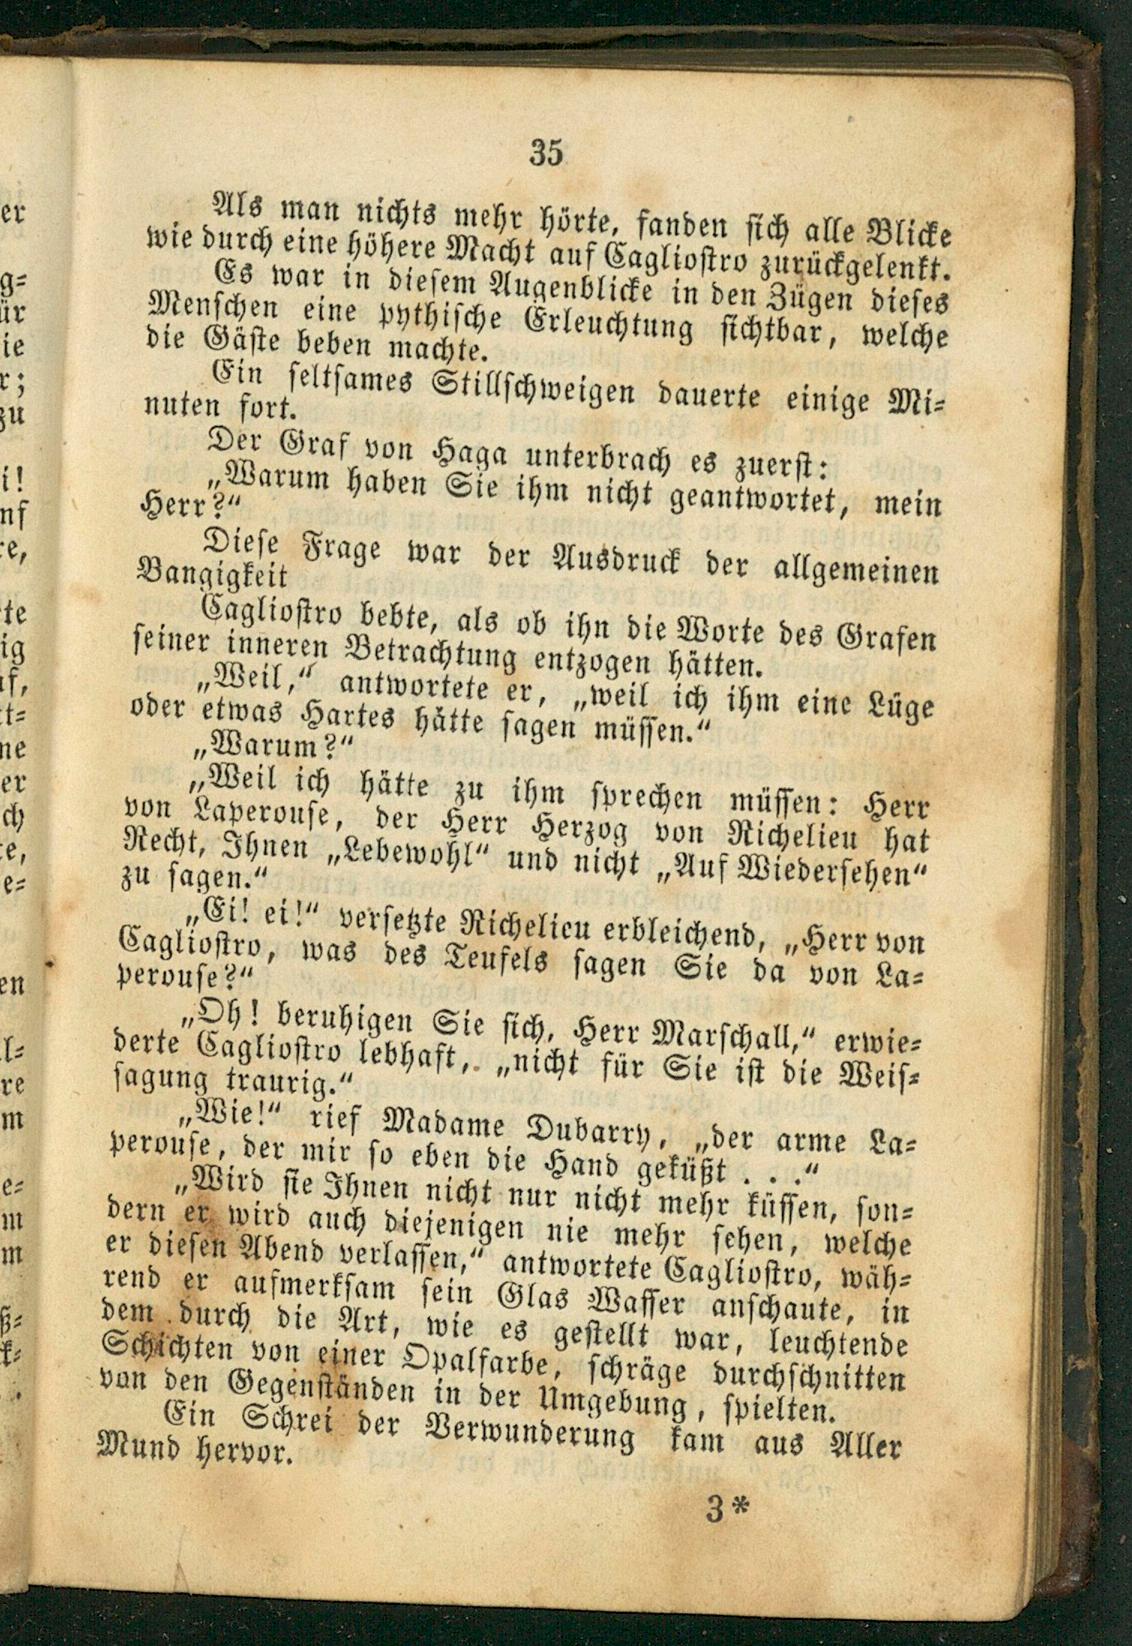 35
Als man nichts mehr hörte, fanden sich alle Blicke
wie durch eine höhere Macht auf Cagliostro zurückgelenkt.
Es war in diesem Augenblicke in den Zügen dieses
Menschen eine pythische Erleuchtung sichtbar, welche
die Gäste beben machte.
Ein seltsames Stillschweigen dauerte einige Mi-
nuten fort.
Der Graf von Haga unterbrach es zuerst:
„Warum haben Sie ihm nicht geantwortet, mein
Herr?“
Diese Frage war der Ausdruck der allgemeinen
Bangigkeit
Cagliostro bebte, als ob ihn die Worte des Grafen
seiner inneren Betrachtung entzogen hätten.
„Weil,“ antwortete er, „weil ich ihm eine Lüge
oder etwas Hartes hätte sagen müssen.“
„Warum?“
„Weil ich hätte zu ihm sprechen müssen: Herr
von Laperouse, der Herr Herzog von Richelieu hat
Recht, Ihnen „Lebewohl“ und nicht „Auf Wiedersehen“
zu sagen.“
„Ei! ei!“ versetzte Richelieu erbleichend, „Herr von
Cagliostro, was des Teufels sagen Sie da von La-
perouse?“
„Oh! beruhigen Sie sich, Herr Marschall,“ erwie-
derte Cagliostro lebhaft, „nicht für Sie ist die Weis-
sagung traurig.“
„Wie!“ rief Madame Dubarry, „der arme La-
perouse, der mir so eben die Hand geküßt . . .“
„Wird sie Ihnen nicht nur nicht mehr küssen, son-
dern er wird auch diejenigen nie mehr sehen, welche
er diesen Abend verlassen,“ antwortete Cagliostro, wäh-
rend er aufmerksam sein Glas Wasser anschaute, in
dem durch die Art, wie es gestellt war, leuchtende
Schichten von einer Opalfarbe, schräge durchschnitten
von den Gegenständen in der Umgebung, spielten.
Ein Schrei der Verwunderung kam aus Aller
Mund hervor.
3*